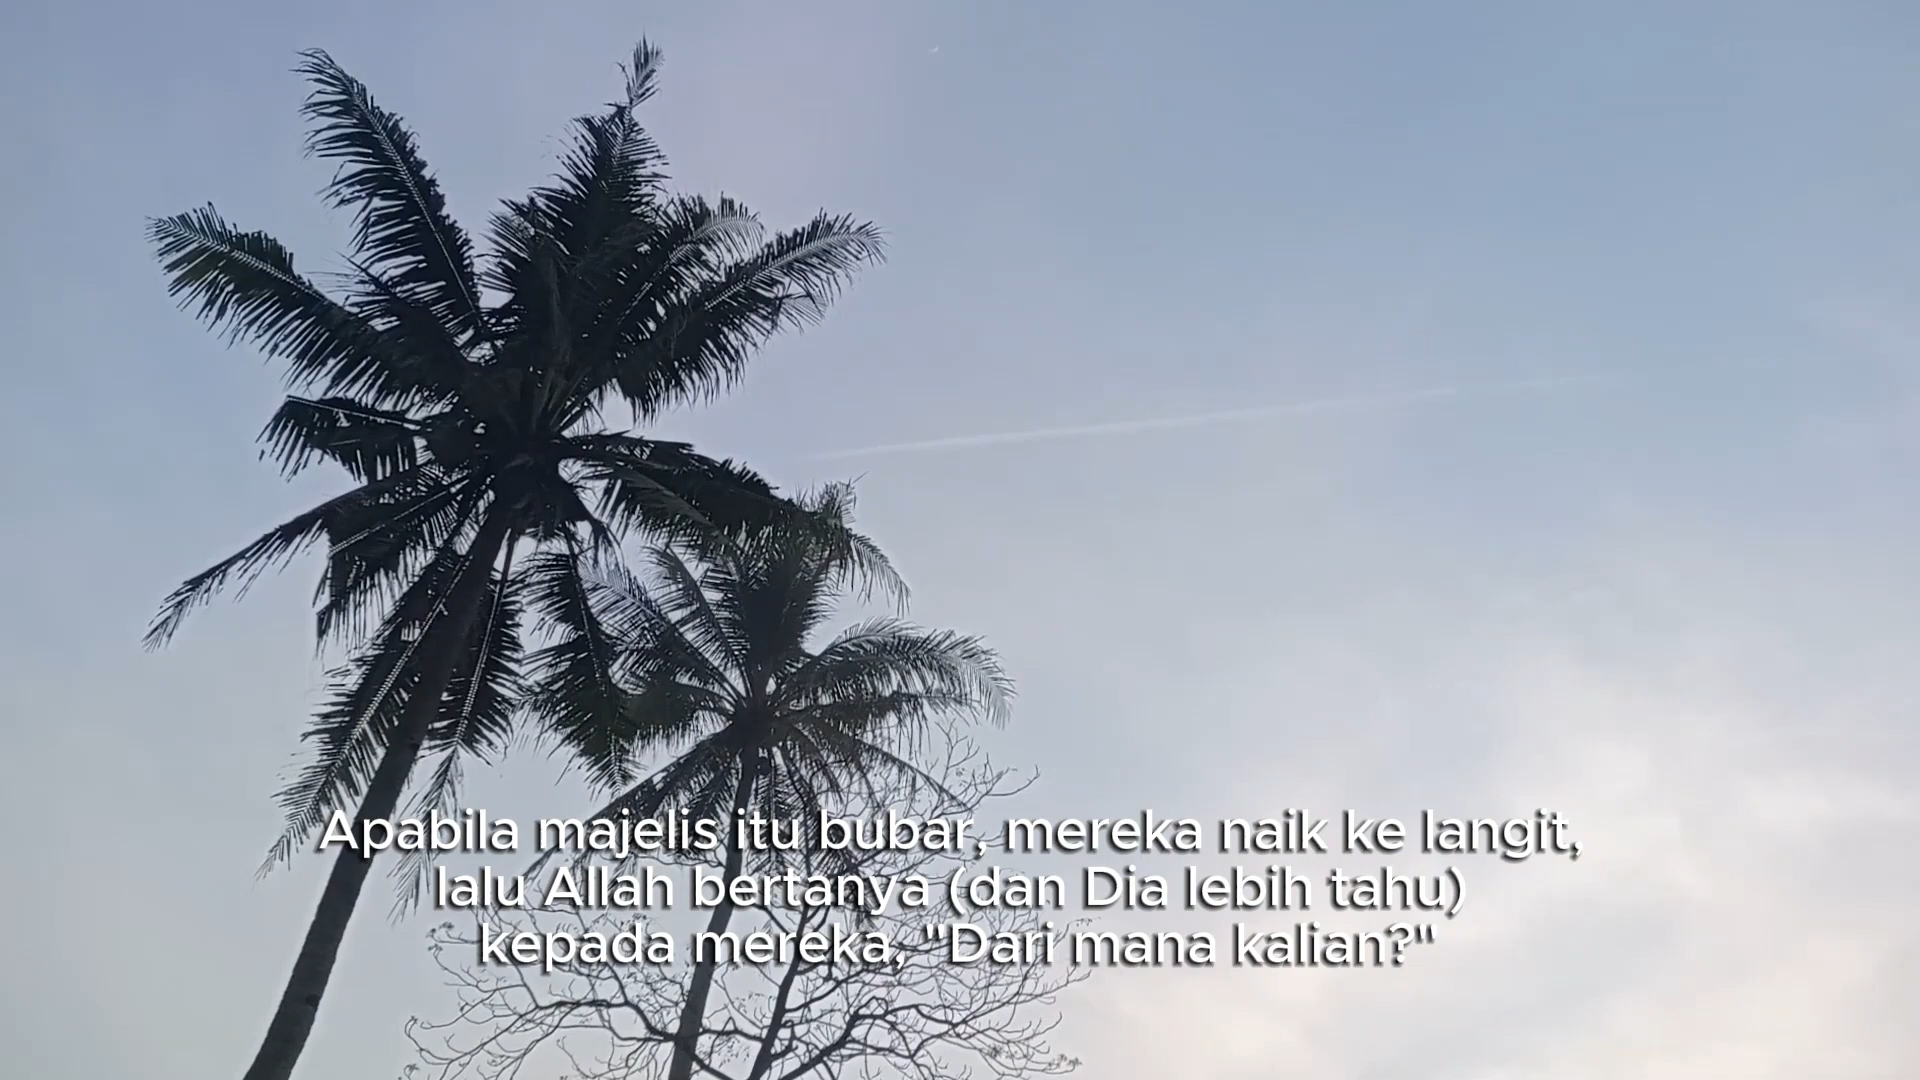 Apabila majelis itu bubar, mereka naik ke langit,
lalu Allah bertanya (dan Dia lebih tahu)
kepada mereka, "Dari mana kalian?"